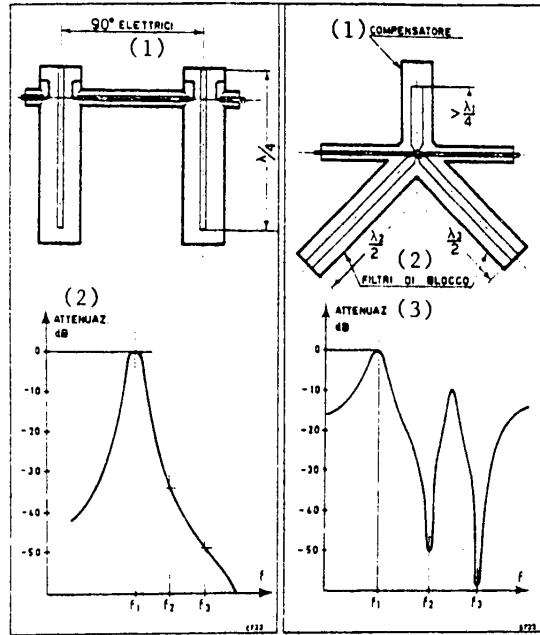 90° ELETTRICI
(1)
λ/4
(2)
ATTENUAZ.
dB
0
-10
-20
-30
-40
-50
f1
f2
f3
f
(1) COMPENSATORE
>λ1/4
λ2/2
λ3/2
(2)
FILTRI DI BLOCCO
(3)
ATTENUAZ
dB
0
-10
-20
-30
-40
-50
f1
f2
f3
f